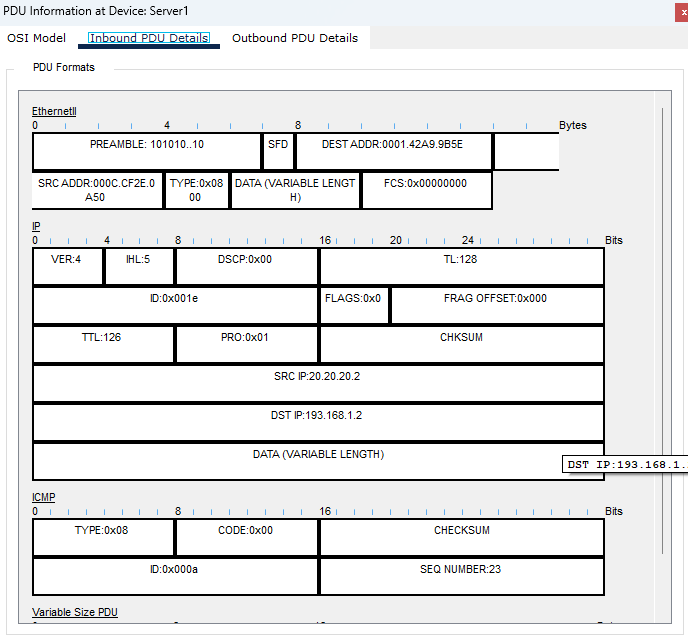 PDU Information at Device: Server1
x
OSI Model Inbound PDU Details Outbound PDU Details
PDU Formats
EthernetII
0 4 8 Bytes
PREAMBLE: 101010..10 SFD DEST ADDR:0001.42A9.9B5E
SRC ADDR:000C.CF2E.0 TYPE:0x08 DATA (VARIABLE LENGT FCS:0x00000000
A50 00 H)
IP
0 4 8 16 20 24 Bits
VER:4 IHL:5 DSCP:0x00 TL:128
ID:0x001e FLAGS:0x0 FRAG OFFSET:0x000
TTL:126 PRO:0x01 CHKSUM
SRC IP:20.20.20.2
DST IP:193.168.1.2
DATA (VARIABLE LENGTH)
DST IP:193.168.1.
ICMP
0 8 16 Bits
TYPE:0x08 CODE:0x00 CHECKSUM
ID:0x000a SEQ NUMBER:23
Variable Size PDU